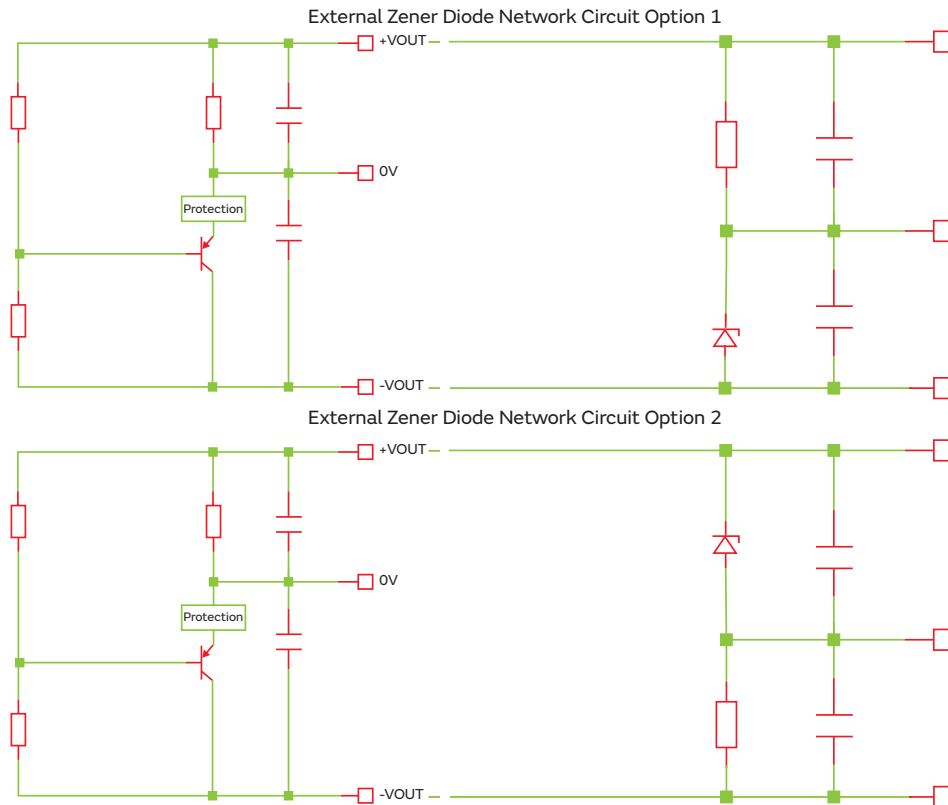 External Zener Diode Network Circuit Option 1
+VOUT
0V
Protection
-VOUT
External Zener Diode Network Circuit Option 2
+VOUT
0V
Protection
-VOUT